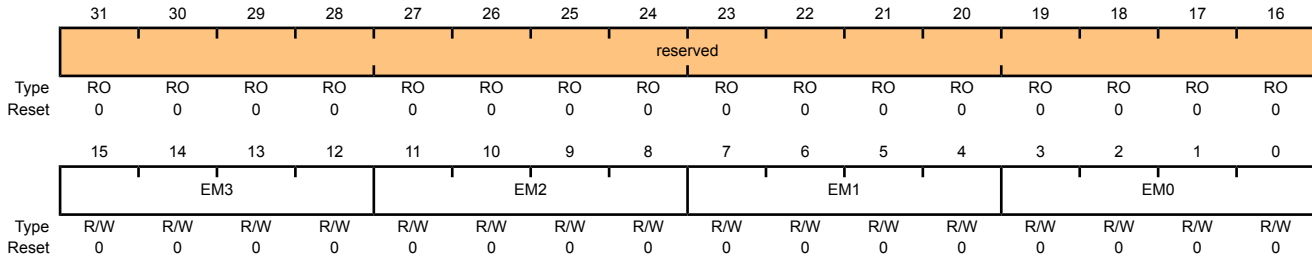 31 30 29 28 27 26 25 24 23 22 21 20 19 18 17 16
reserved
Type RO RO RO RO RO RO RO RO RO RO RO RO RO RO RO RO
Reset 0 0 0 0 0 0 0 0 0 0 0 0 0 0 0 0
15 14 13 12 11 10 9 8 7 6 5 4 3 2 1 0
EM3 EM2 EM1 EM0
Type R/W R/W R/W R/W R/W R/W R/W R/W R/W R/W R/W R/W R/W R/W R/W R/W
Reset 0 0 0 0 0 0 0 0 0 0 0 0 0 0 0 0